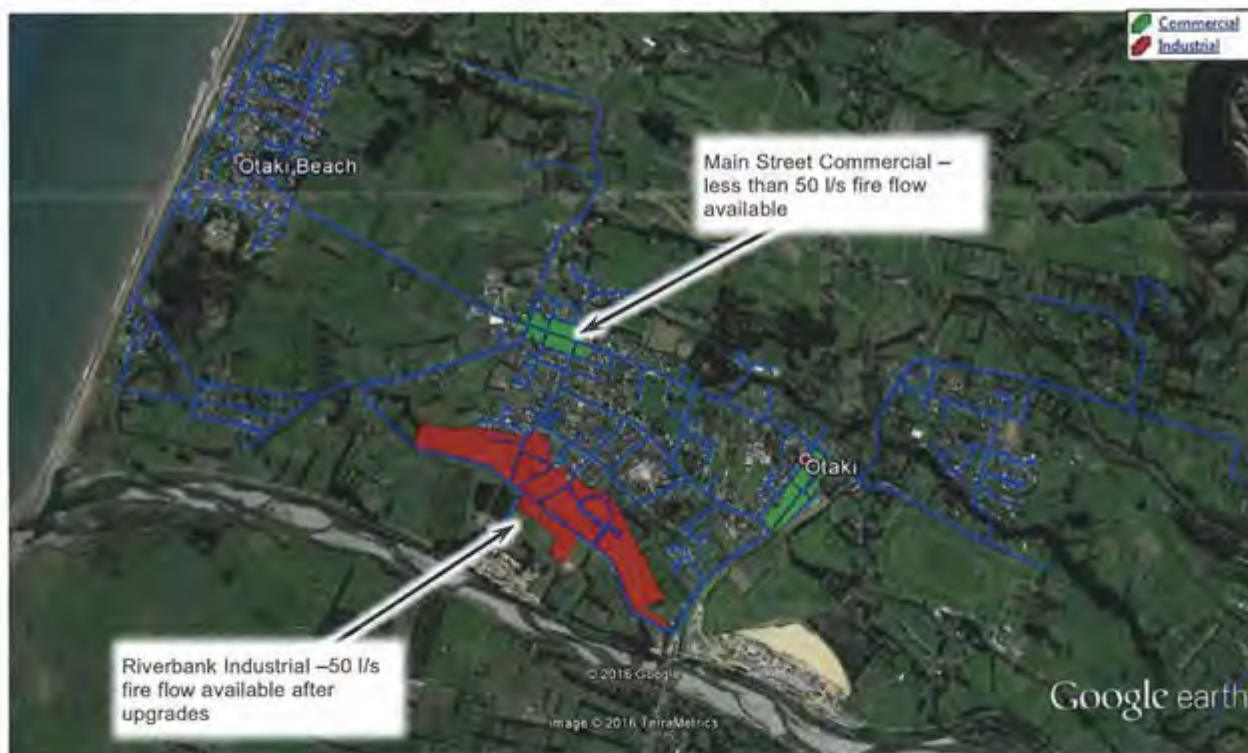 Commercial
Industrial
Otaki Beach
Main Street Commercial –
less than 50 l/s fire flow
available
Otaki
Riverbank Industrial –50 l/s
fire flow available after
upgrades
© 2016 Google
Image © 2016 TerraMetrics
Google earth